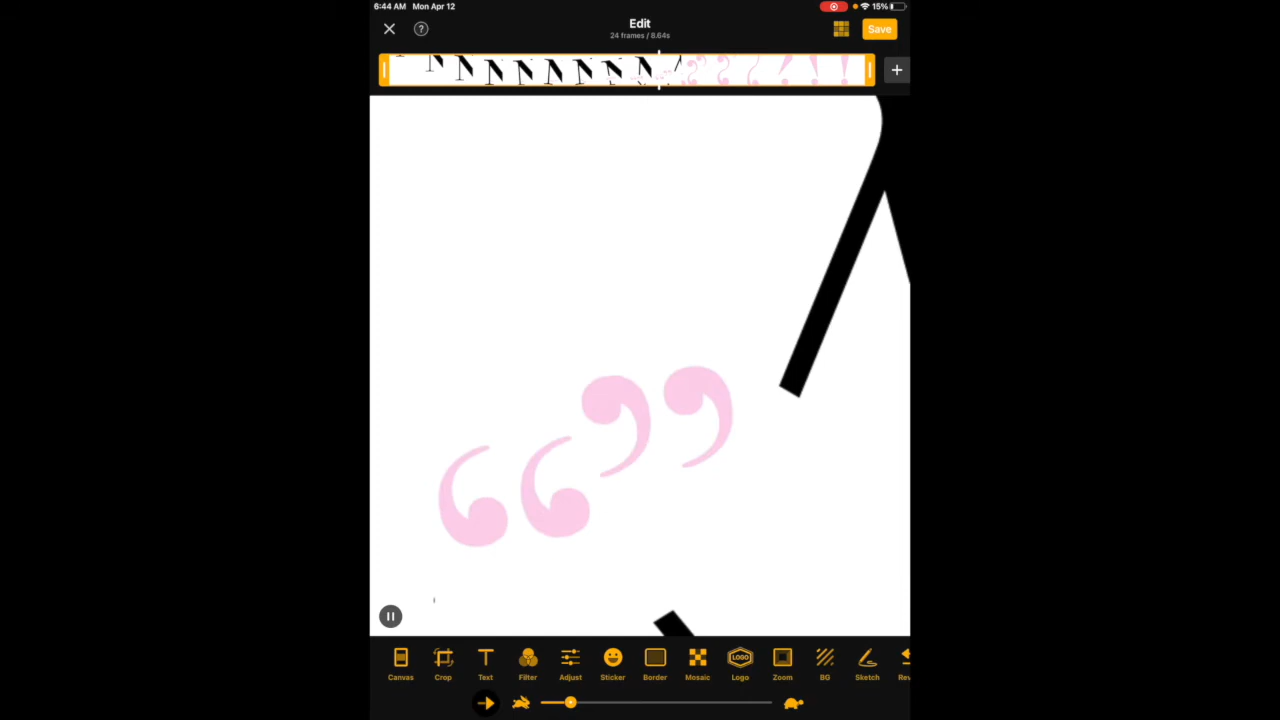 6:44 AM Mon Apr 12 15%
Edit
24 frames / 8.64s
Save
N N N N N N N N
? ? ? ! ! !
+
“ ”
Canvas Crop Text Filter Adjust Sticker Border Mosaic LOGO Logo Zoom BG Sketch Rev